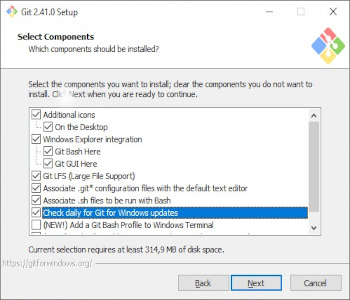 Git 2.41.0 Setup
Select Components
Which components should be installed?
Select the components you want to install; clear the components you do not want to
install. Click Next when you are ready to continue.
Additional icons
On the Desktop
Windows Explorer integration
Git Bash Here
Git GUI Here
Git LFS (Large File Support)
Associate .git* configuration files with the default text editor
Associate .sh files to be run with Bash
Check daily for Git for Windows updates
(NEW!) Add a Git Bash Profile to Windows Terminal
Current selection requires at least 314,9 MB of disk space.
https://gitforwindows.org/
Back
Next
Cancel